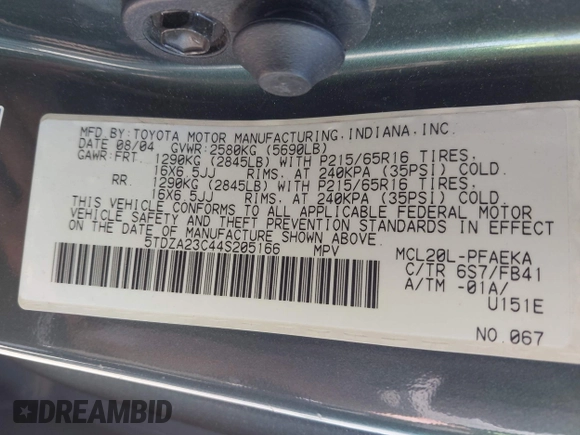 MFD.BY:TOYOTA MOTOR MANUFACTURING,INDIANA,INC.
DATE 08/04 GVWR:2580KG (5690LB)
GAWR:FRT. 1290KG (2845LB) WITH P215/65R16 TIRES,
16X6.5JJ RIMS, AT 240KPA (35PSI) COLD.
RR. 1290KG (2845LB) WITH P215/65R16 TIRES,
16X6.5JJ RIMS, AT 240KPA (35PSI) COLD.
THIS VEHICLE CONFORMS TO ALL APPLICABLE FEDERAL MOTOR
VEHICLE SAFETY AND THEFT PREVENTION STANDARDS IN EFFECT
ON THE DATE OF MANUFACTURE SHOWN ABOVE.
5TDZA23C44S205166 MPV MCL20L-PFAEKA
C/TR 6S7/FB41
A/TM -01A/
U151E
NO.067
DREAMBID